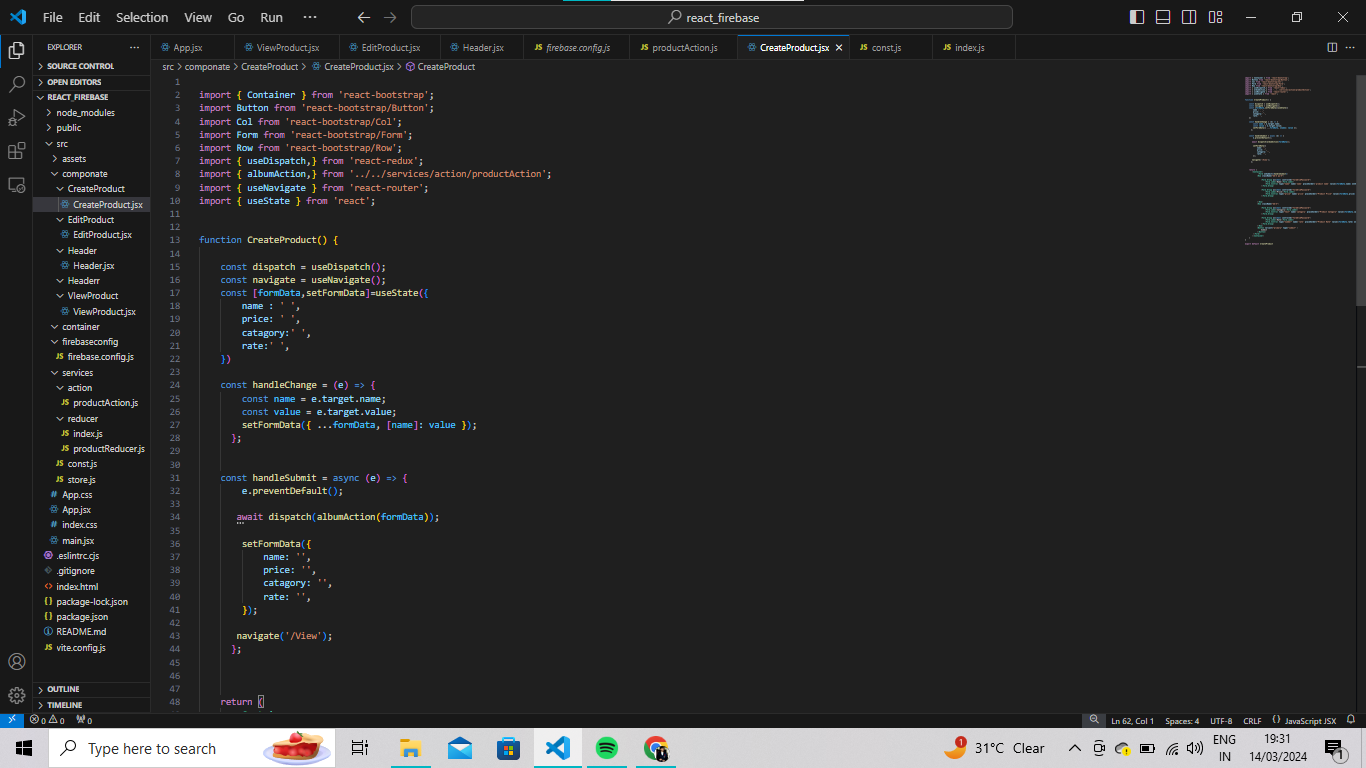 File Edit Selection View Go Run ··· react_firebase
EXPLORER ···
SOURCE CONTROL
OPEN EDITORS
REACT_FIREBASE
node_modules
public
src
assets
componate
CreateProduct
CreateProduct.jsx
EditProduct
EditProduct.jsx
Header
Header.jsx
Headerr
ViewProduct
ViewProduct.jsx
container
firebaseconfig
JS firebase.config.js
services
action
JS productAction.js
reducer
JS index.js
JS productReducer.js
JS const.js
JS store.js
# App.css
App.jsx
# index.css
main.jsx
.eslintrc.cjs
.gitignore
index.html
package-lock.json
package.json
README.md
JS vite.config.js
OUTLINE
TIMELINE
App.jsx ViewProduct.jsx EditProduct.jsx Header.jsx JS firebase.config.js JS productAction.js CreateProduct.jsx JS const.js JS index.js
src > componate > CreateProduct > CreateProduct.jsx > CreateProduct
1
2 import { Container } from 'react-bootstrap';
3 import Button from 'react-bootstrap/Button';
4 import Col from 'react-bootstrap/Col';
5 import Form from 'react-bootstrap/Form';
6 import Row from 'react-bootstrap/Row';
7 import { useDispatch,} from 'react-redux';
8 import { albumAction,} from '../../services/action/productAction';
9 import { useNavigate } from 'react-router';
10 import { useState } from 'react';
11
12
13 function CreateProduct() {
14
15 const dispatch = useDispatch();
16 const navigate = useNavigate();
17 const [formData,setFormData]=useState({
18 name : ' ',
19 price: ' ',
20 catagory:' ',
21 rate:' ',
22 })
23
24 const handleChange = (e) => {
25 const name = e.target.name;
26 const value = e.target.value;
27 setFormData({ ...formData, [name]: value });
28 };
29
30
31 const handleSubmit = async (e) => {
32 e.preventDefault();
33
34 await dispatch(albumAction(formData));
35
36 setFormData({
37 name: '',
38 price: '',
39 catagory: '',
40 rate: '',
41 });
42
43 navigate('/View');
44 };
45
46
47
48 return (
0 0 0 Ln 62, Col 1 Spaces: 4 UTF-8 CRLF JavaScript JSX
Type here to search 1 31°C Clear ENG IN 19:31 14/03/2024 1